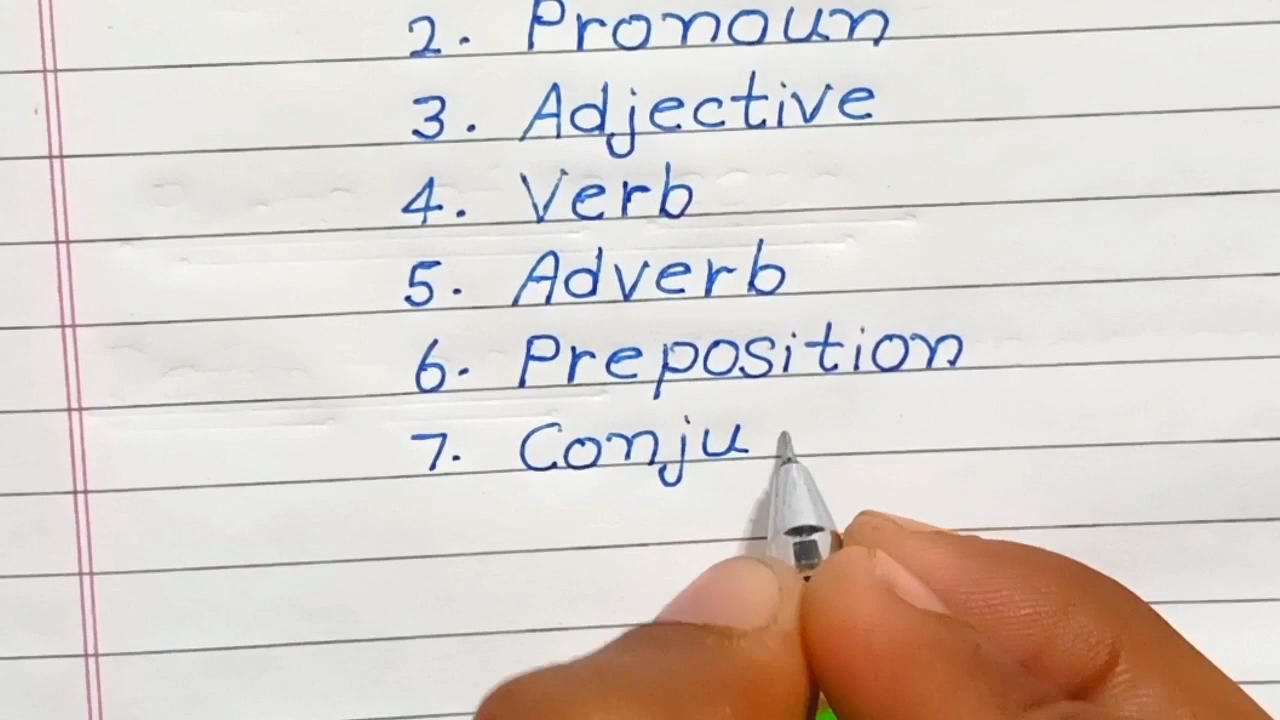 2. Pronoun
3. Adjective
4. Verb
5. Adverb
6. Preposition
7. Conju